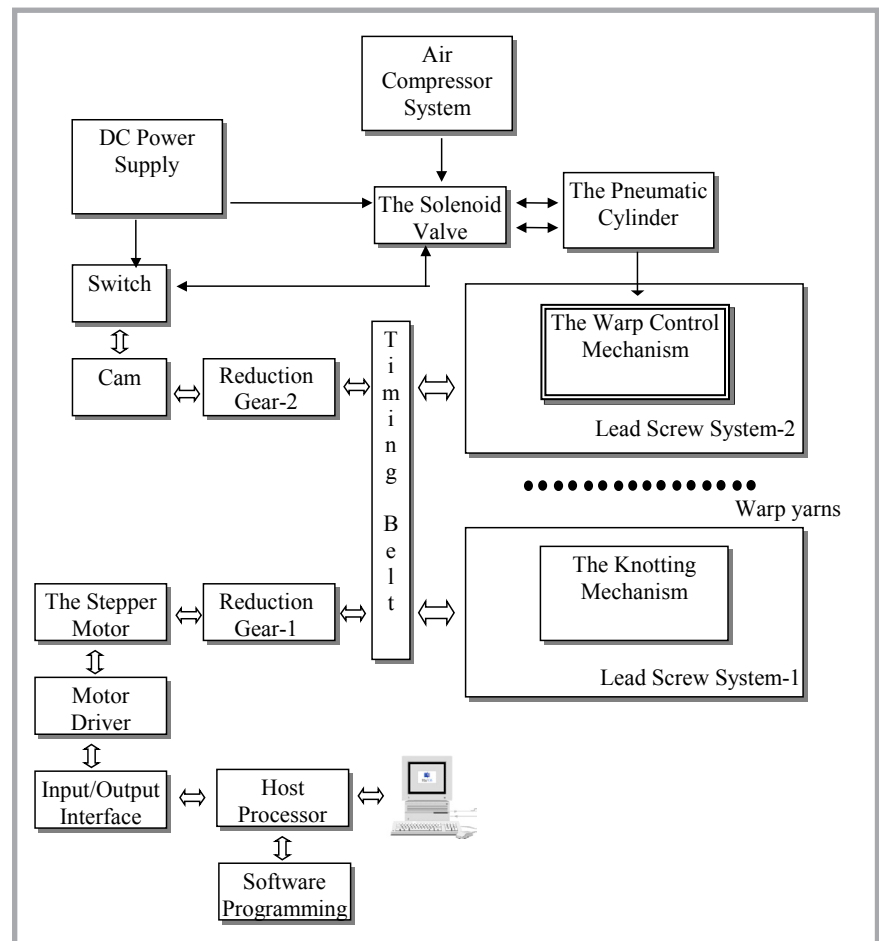 Air
Compressor
System
DC Power
Supply
The Solenoid
Valve
The Pneumatic
Cylinder
Switch
The Warp Control
Mechanism
Cam
Reduction
Gear-2
Timing Belt
Lead Screw System-2
Warp yarns
The Knotting
Mechanism
The Stepper
Motor
Reduction
Gear-1
Lead Screw System-1
Motor
Driver
Input/Output
Interface
Host
Processor
Software
Programming